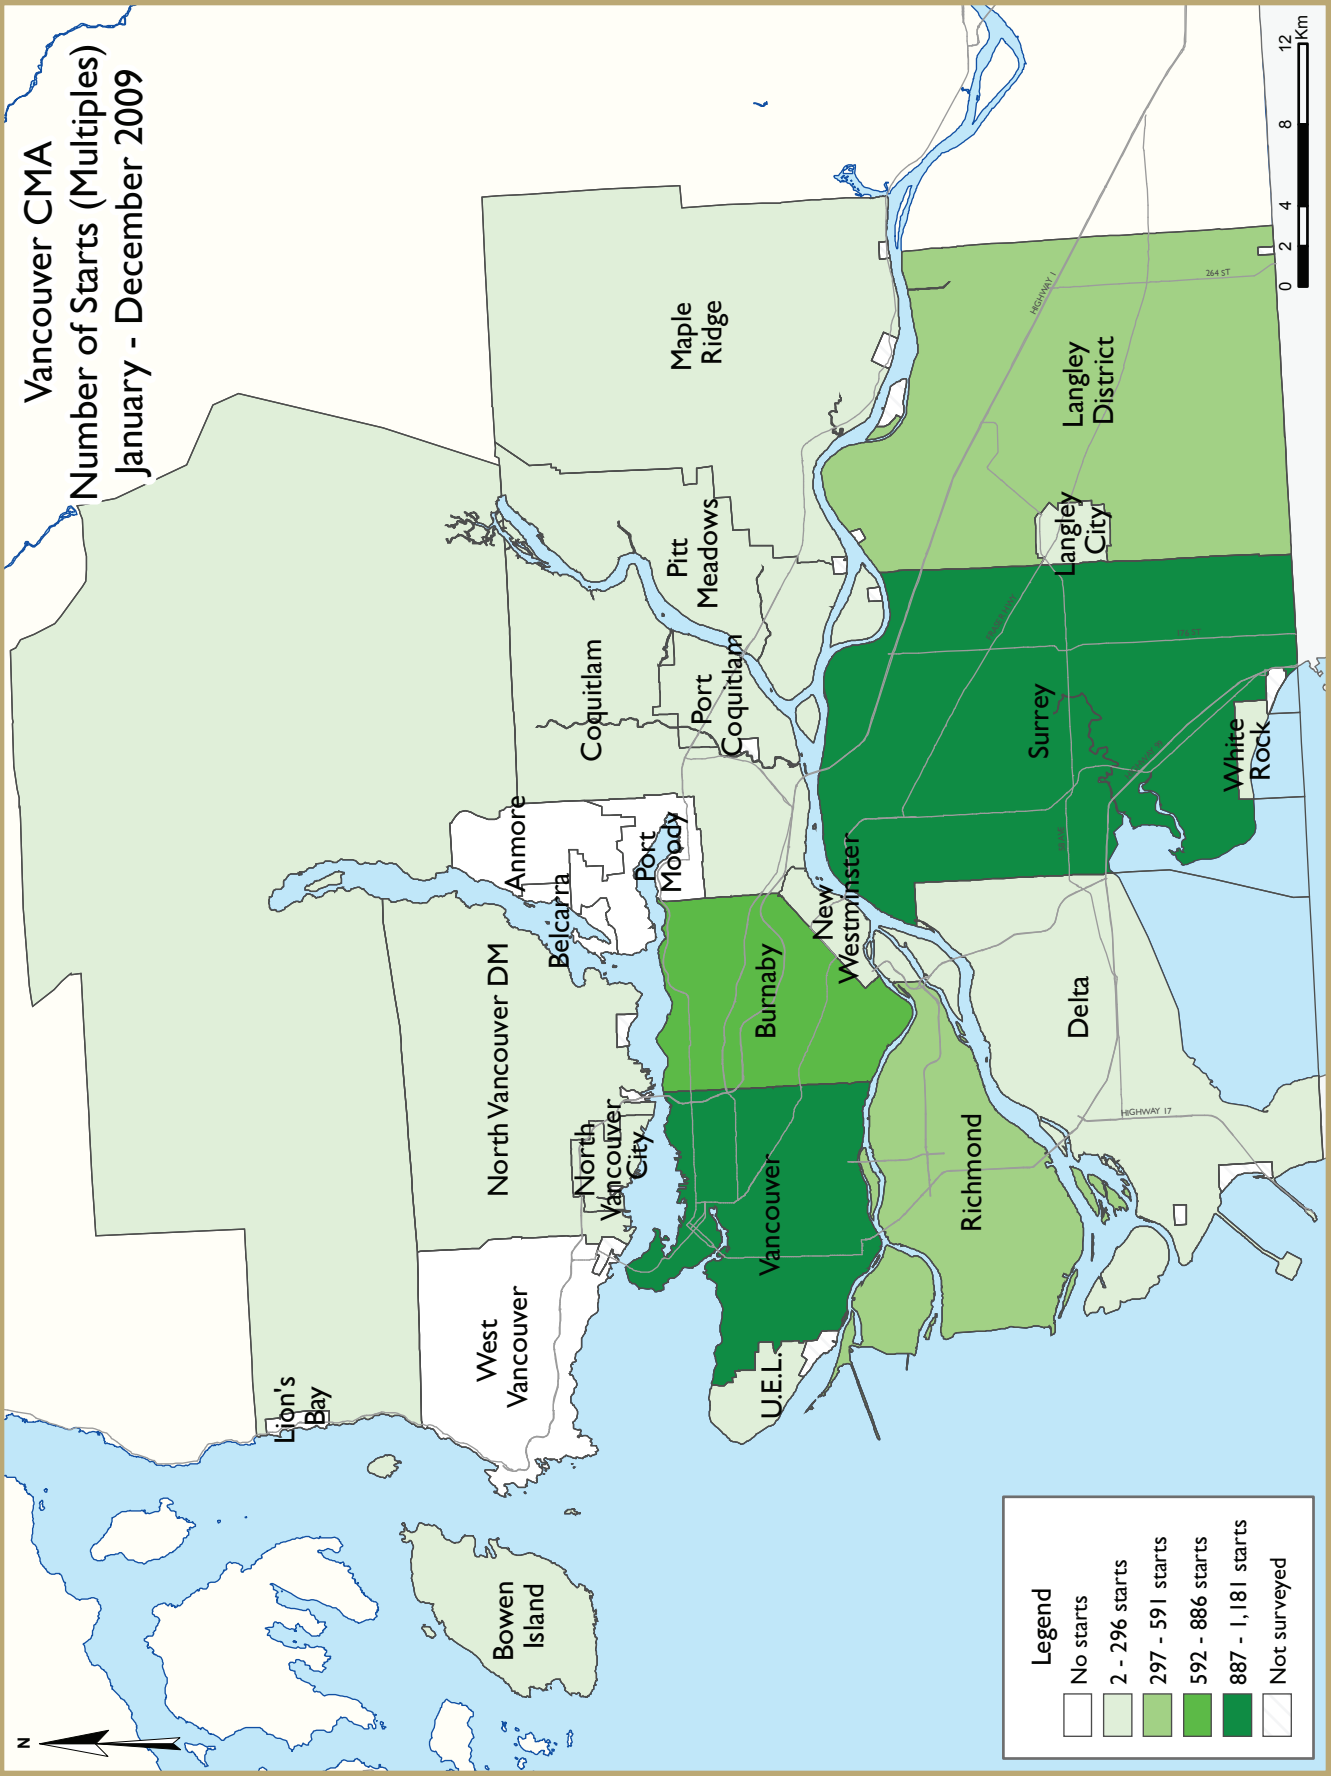 Vancouver CMA
Number of Starts (Multiples)
January - December 2009
N
Lion's
Bay
Bowen
Island
West
Vancouver
North Vancouver DM
North
Vancouver
City
Anmore
Belcarra
Port
Moody
Coquitlam
Port
Coquitlam
Pitt
Meadows
Maple
Ridge
U.E.L.
Vancouver
Burnaby
New
Westminster
Richmond
Delta
Surrey
White
Rock
Langley
City
Langley
District
HIGHWAY 1
264 ST
176 ST
HIGHWAY 17
Legend
No starts
2 - 296 starts
297 - 591 starts
592 - 886 starts
887 - 1,181 starts
Not surveyed
0 2 4 8 12
Km